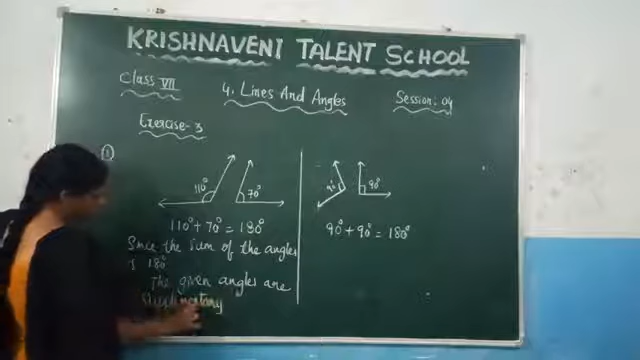 KRISHNAVENI TALENT SCHOOL
Class VII
4. Lines And Angles
Session: 04
Exercise-3
①
110° 70°
110° + 70° = 180°
Since the sum of the angles
is 180°
The given angles are
90° 90°
90° + 90° = 180°